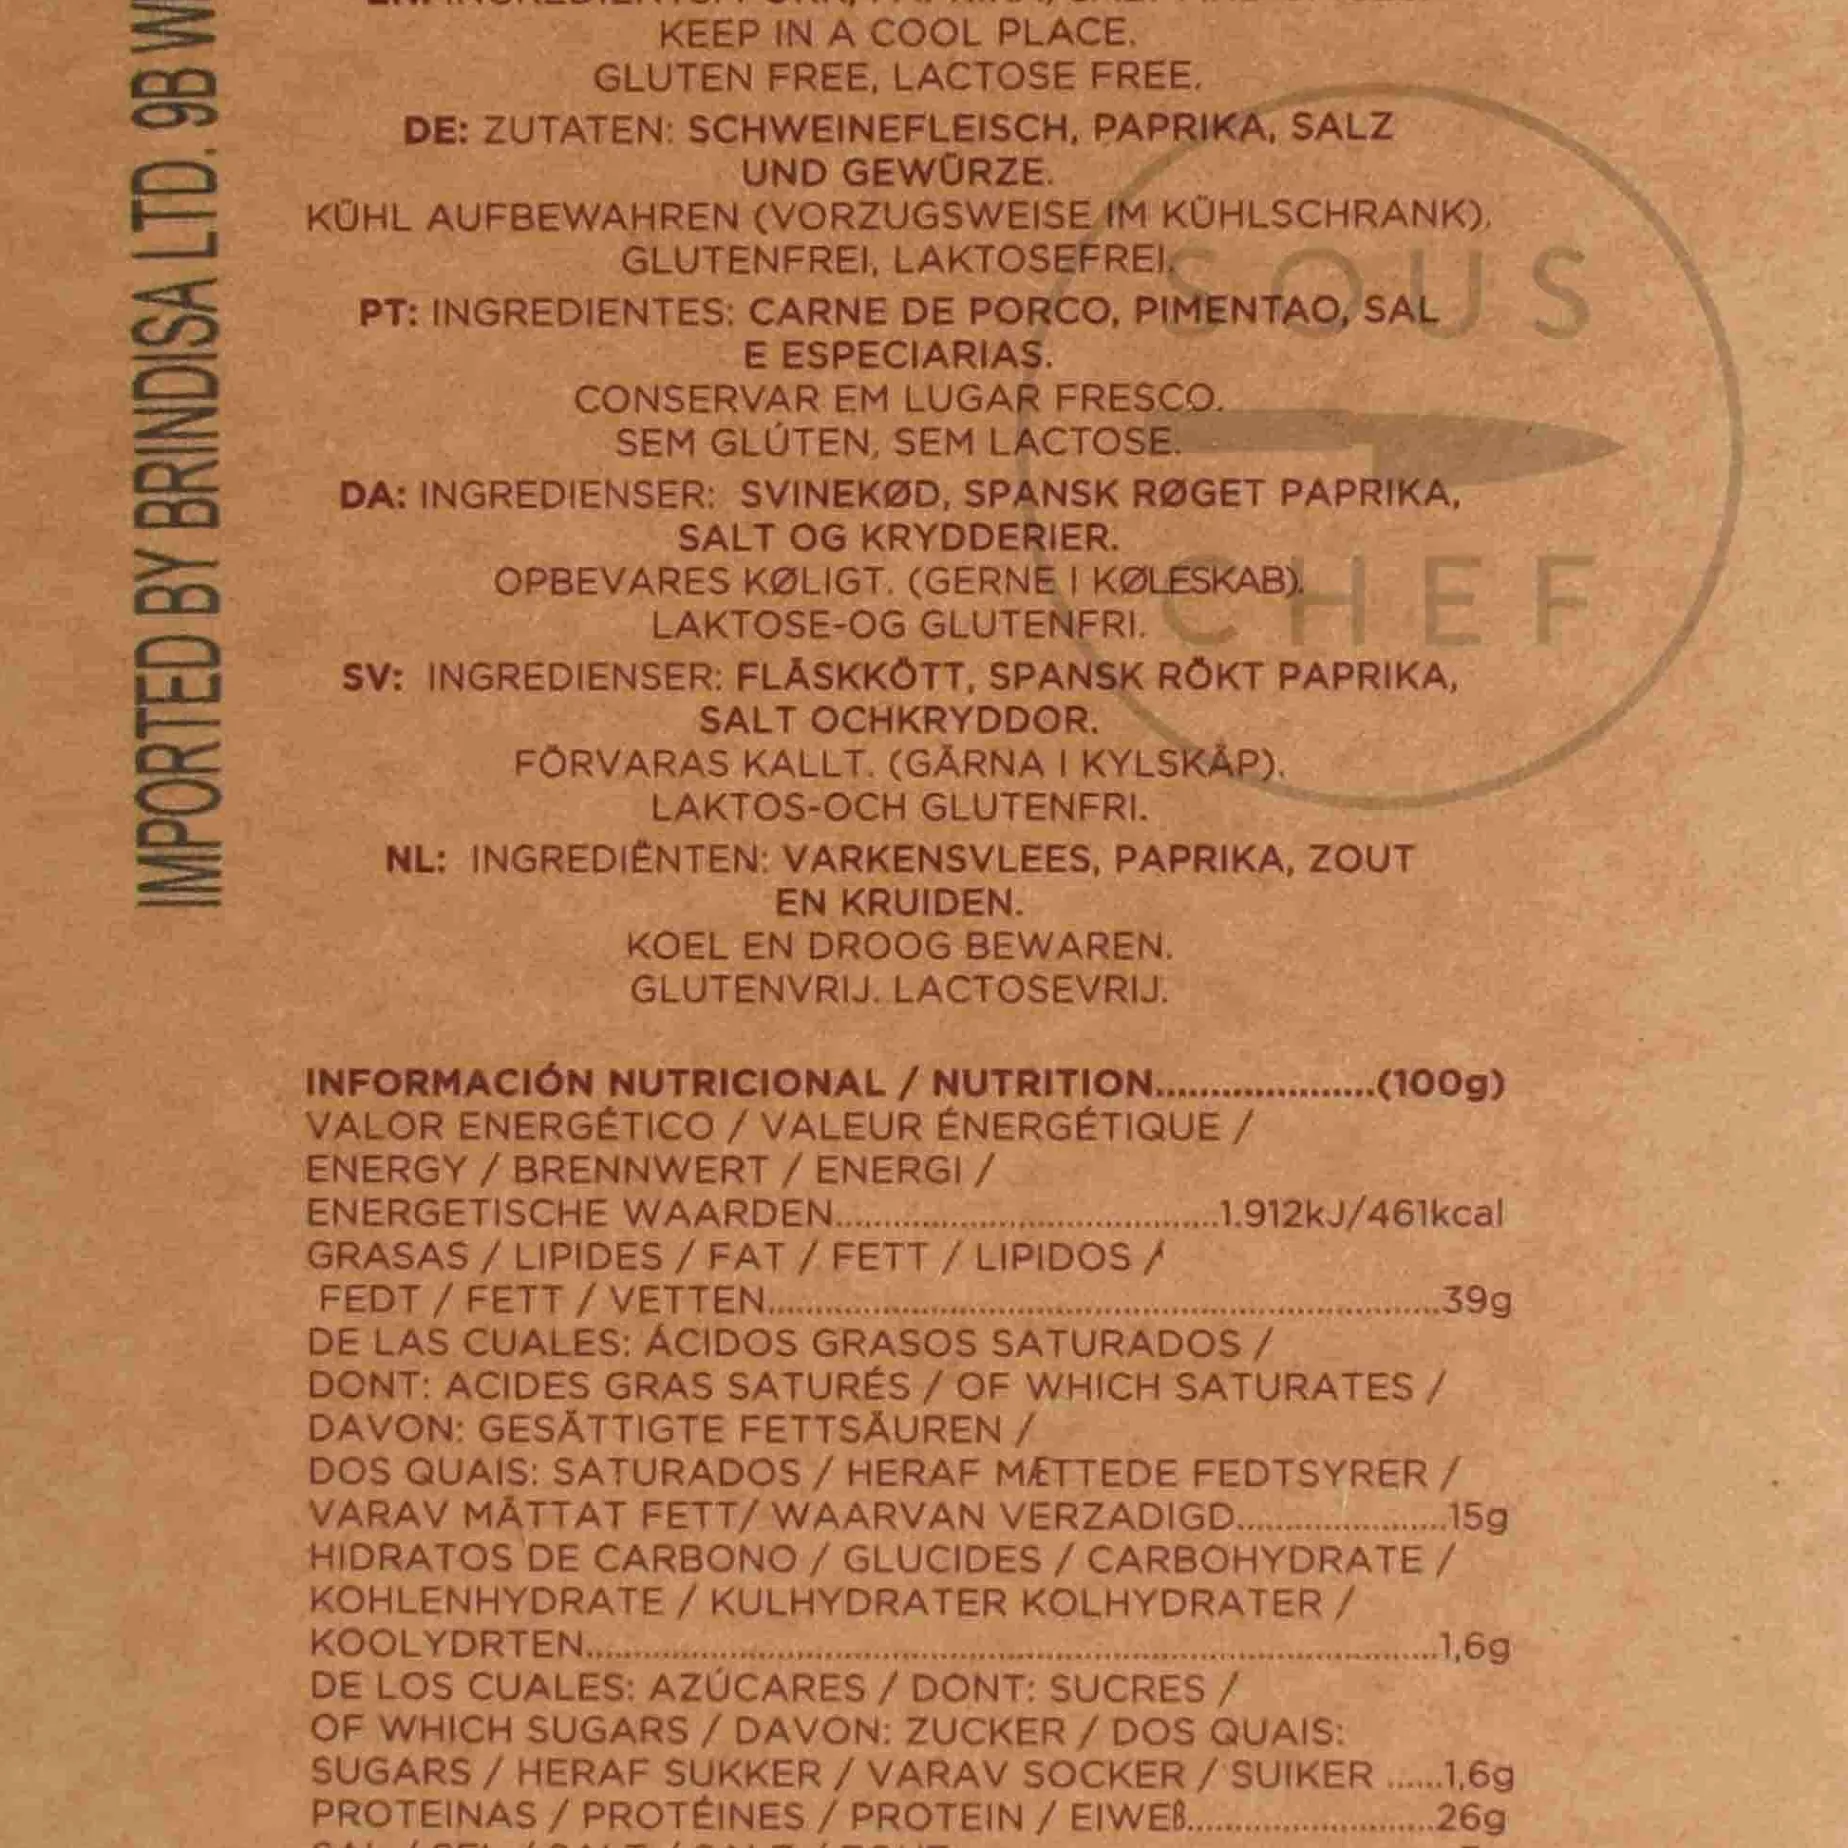 KEEP IN A COOL PLACE.
GLUTEN FREE, LACTOSE FREE.
DE: ZUTATEN: SCHWEINEFLEISCH, PAPRIKA, SALZ
UND GEWÜRZE.
KÜHL AUFBEWAHREN (VORZUGSWEISE IM KÜHLSCHRANK).
GLUTENFREI, LAKTOSEFREI.
PT: INGREDIENTES: CARNE DE PORCO, PIMENTAO, SAL
E ESPECIARIAS.
CONSERVAR EM LUGAR FRESCO.
SEM GLÚTEN, SEM LACTOSE.
DA: INGREDIENSER: SVINEKØD, SPANSK RØGET PAPRIKA,
SALT OG KRYDDERIER.
OPBEVARES KØLIGT. (GERNE I KØLESKAB).
LAKTOSE-OG GLUTENFRI.
SV: INGREDIENSER: FLÄSKKÖTT, SPANSK RÖKT PAPRIKA,
SALT OCHKRYDDOR.
FÖRVARAS KALLT. (GÄRNA I KYLSKÅP).
LAKTOS-OCH GLUTENFRI.
NL: INGREDIËNTEN: VARKENSVLEES, PAPRIKA, ZOUT
EN KRUIDEN.
KOEL EN DROOG BEWAREN.
GLUTENVRIJ. LACTOSEVRIJ.
INFORMACIÓN NUTRICIONAL / NUTRITION.....................(100g)
VALOR ENERGÉTICO / VALEUR ÉNERGÉTIQUE /
ENERGY / BRENNWERT / ENERGI /
ENERGETISCHE WAARDEN.....................................1.912kJ/461kcal
GRASAS / LIPIDES / FAT / FETT / LIPIDOS /
FEDT / FETT / VETTEN.................................................................39g
DE LAS CUALES: ÁCIDOS GRASOS SATURADOS /
DONT: ACIDES GRAS SATURÉS / OF WHICH SATURATES /
DAVON: GESÄTTIGTE FETTSÄUREN /
DOS QUAIS: SATURADOS / HERAF MÆTTEDE FEDTSYRER /
VARAV MÄTTAT FETT/ WAARVAN VERZADIGD.....................15g
HIDRATOS DE CARBONO / GLUCIDES / CARBOHYDRATE /
KOHLENHYDRATE / KULHYDRATER KOLHYDRATER /
KOOLYDRTEN.................................................................................1,6g
DE LOS CUALES: AZÚCARES / DONT: SUCRES /
OF WHICH SUGARS / DAVON: ZUCKER / DOS QUAIS:
SUGARS / HERAF SUKKER / VARAV SOCKER / SUIKER ......1,6g
PROTEINAS / PROTÉINES / PROTEIN / EIWEß........................26g
IMPORTED BY BRINDISA LTD. 9B
SOUS
CHEF